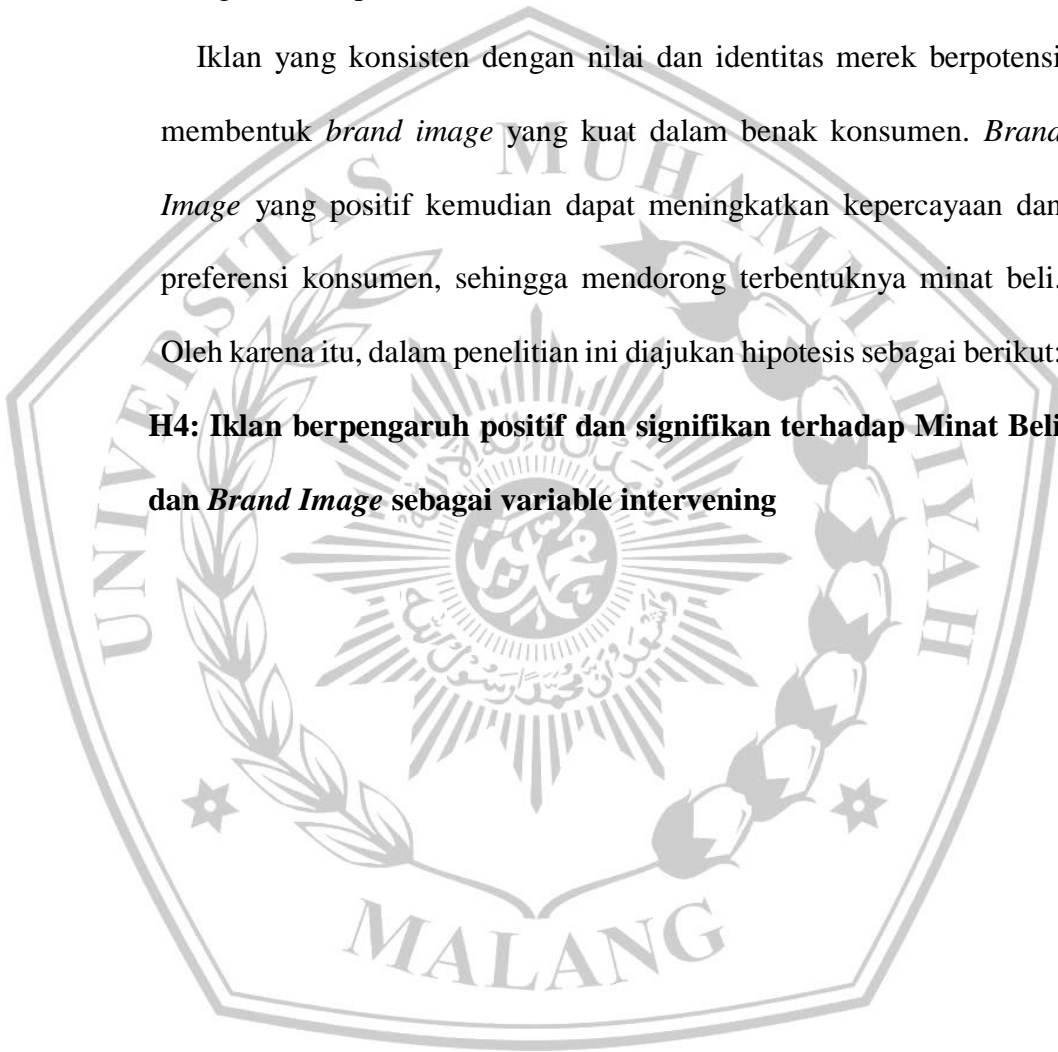 Iklan yang konsisten dengan nilai dan identitas merek berpotensi
membentuk brand image yang kuat dalam benak konsumen. Brand
Image yang positif kemudian dapat meningkatkan kepercayaan dan
preferensi konsumen, sehingga mendorong terbentuknya minat beli.
Oleh karena itu, dalam penelitian ini diajukan hipotesis sebagai berikut:
H4: Iklan berpengaruh positif dan signifikan terhadap Minat Beli
dan Brand Image sebagai variable intervening
UNIVERSITAS MUHAMMADIYAH
MALANG